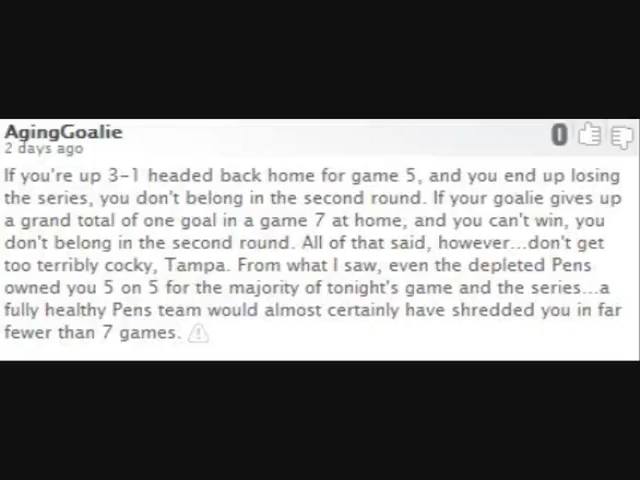 AgingGoalie
0
2 days ago
If you're up 3-1 headed back home for game 5, and you end up losing
the series, you don't belong in the second round. If your goalie gives up
a grand total of one goal in a game 7 at home, and you can't win, you
don't belong in the second round. All of that said, however...don't get
too terribly cocky, Tampa. From what I saw, even the depleted Pens
owned you 5 on 5 for the majority of tonight's game and the series...a
fully healthy Pens team would almost certainly have shredded you in far
fewer than 7 games.